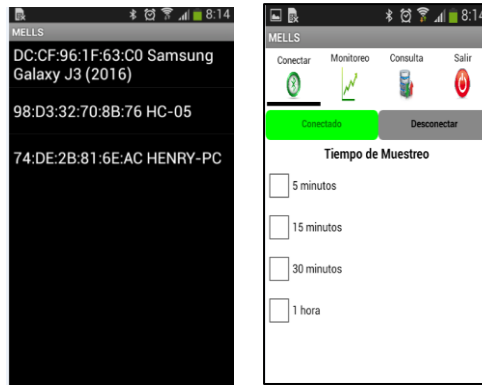 8:14
MELLS
DC:CF:96:1F:63:C0 Samsung
Galaxy J3 (2016)
98:D3:32:70:8B:76 HC-05
74:DE:2B:81:6E:AC HENRY-PC
8:14
MELLS
Conectar Monitoreo Consulta Salir
Conectado Desconectar
Tiempo de Muestreo
5 minutos
15 minutos
30 minutos
1 hora